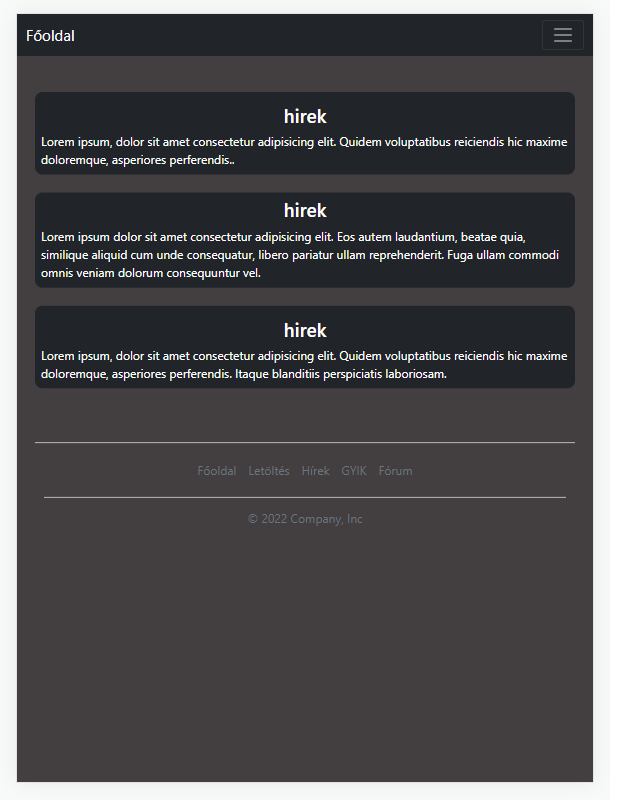 Főoldal
hirek
Lorem ipsum, dolor sit amet consectetur adipisicing elit. Quidem voluptatibus reiciendis hic maxime
doloremque, asperiores perferendis..
hirek
Lorem ipsum dolor sit amet consectetur adipisicing elit. Eos autem laudantium, beatae quia,
similique aliquid cum unde consequatur, libero pariatur ullam reprehenderit. Fuga ullam commodi
omnis veniam dolorum consequuntur vel.
hirek
Lorem ipsum, dolor sit amet consectetur adipisicing elit. Quidem voluptatibus reiciendis hic maxime
doloremque, asperiores perferendis. Itaque blanditiis perspiciatis laboriosam.
Főoldal Letöltés Hírek GYIK Fórum
© 2022 Company, Inc